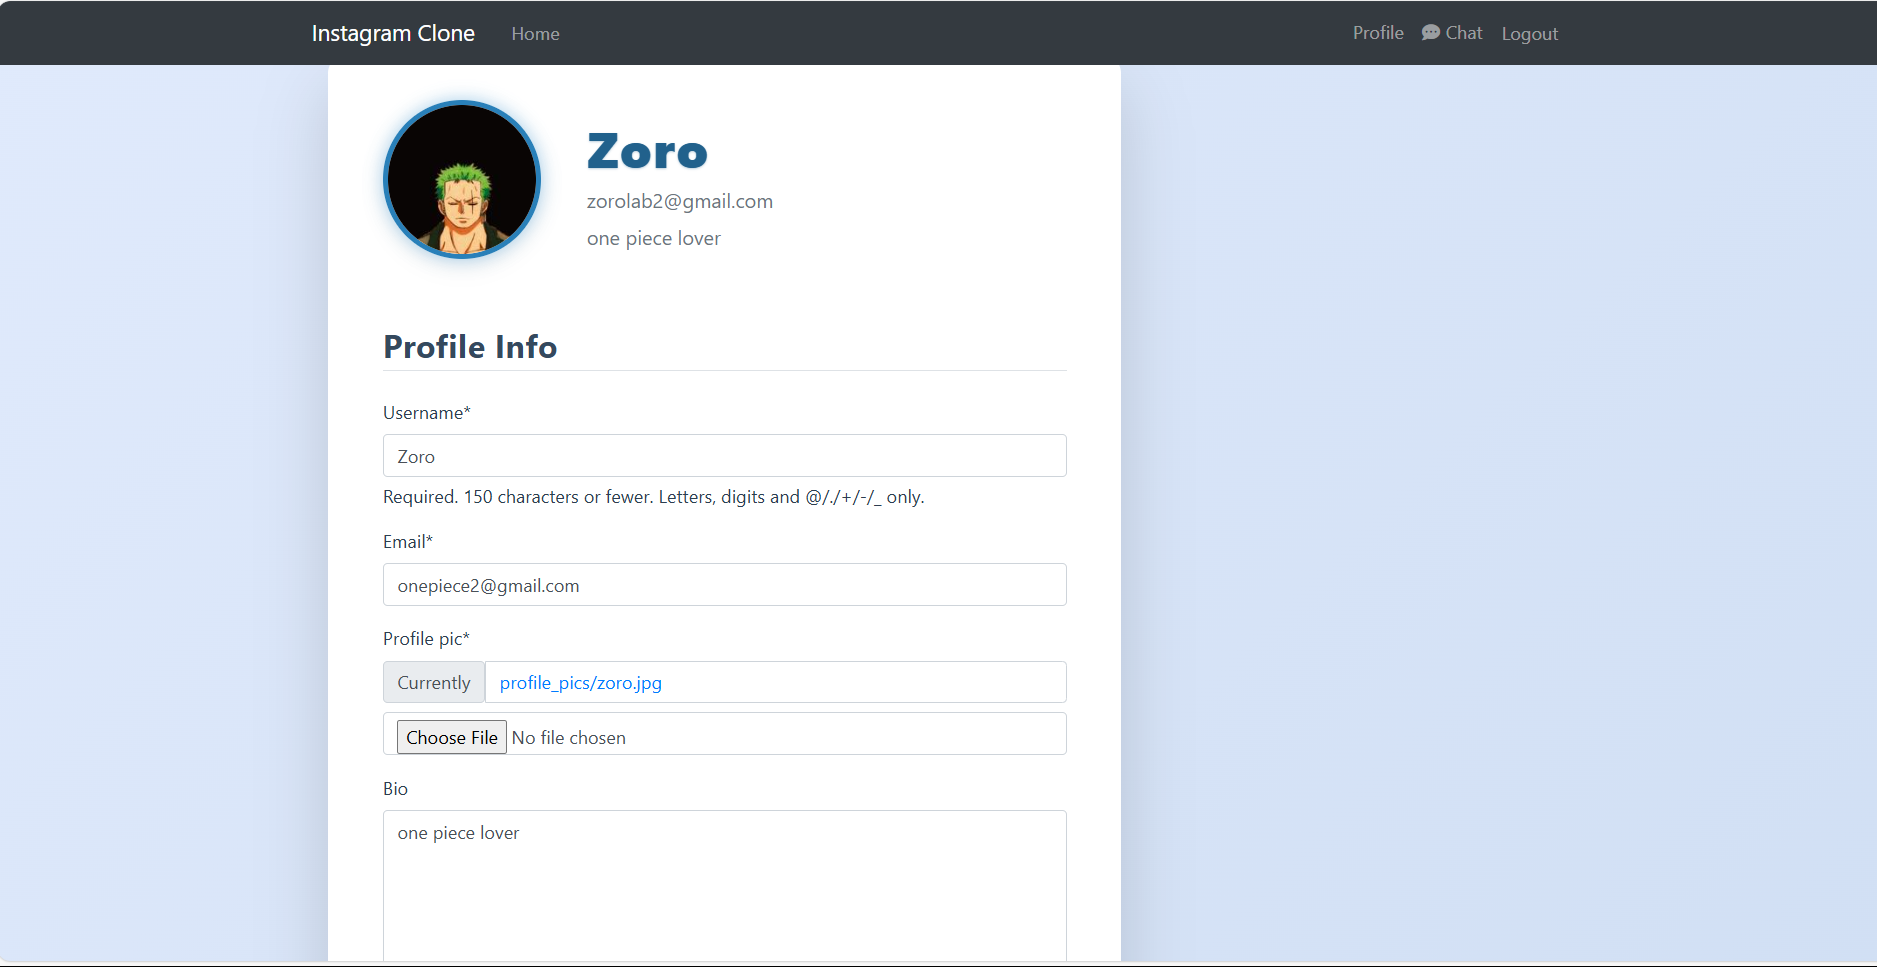 Instagram Clone Home Profile Chat Logout
Zoro
zorolab2@gmail.com
one piece lover
Profile Info
Username*
Zoro
Required. 150 characters or fewer. Letters, digits and @/./+/-/_ only.
Email*
onepiece2@gmail.com
Profile pic*
Currently profile_pics/zoro.jpg
Choose File No file chosen
Bio
one piece lover